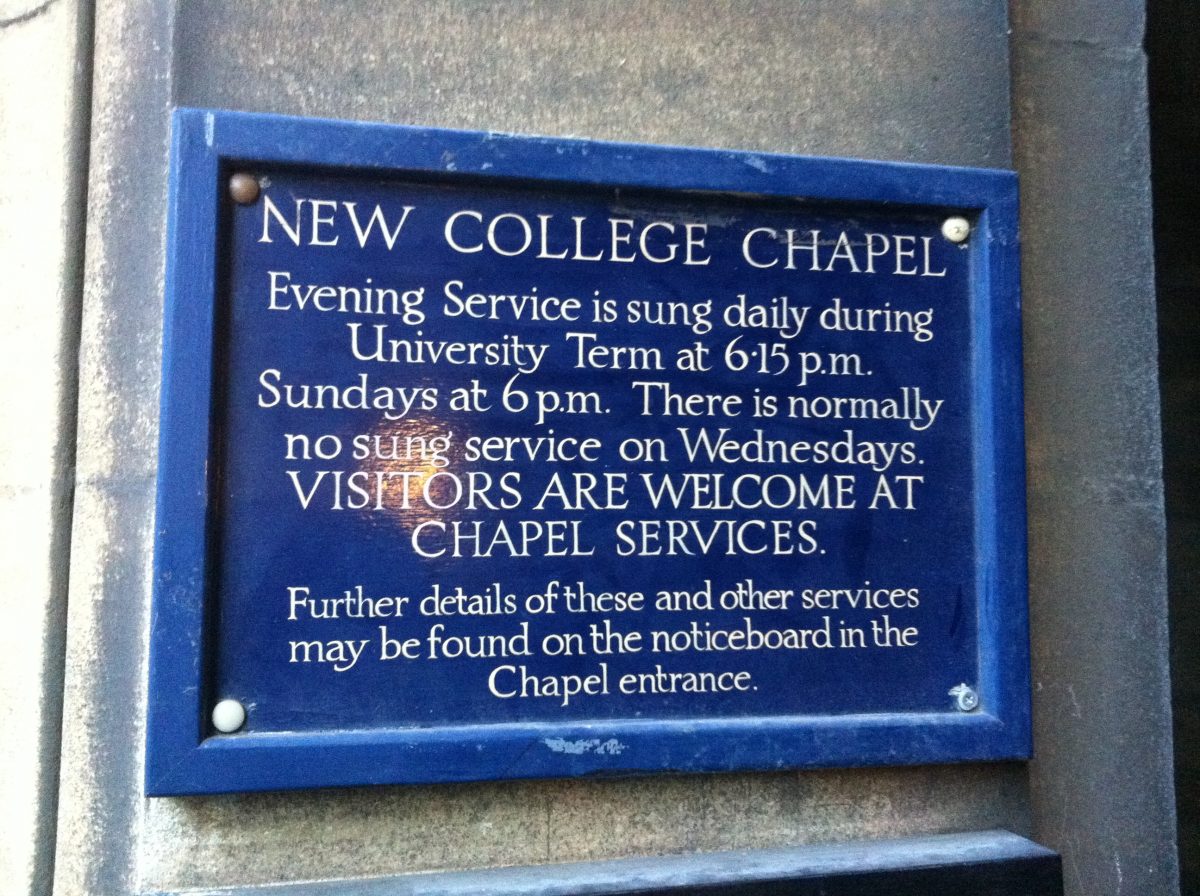 NEW COLLEGE CHAPEL
Evening Service is sung daily during
University Term at 6·15 p.m.
Sundays at 6 p.m. There is normally
no sung service on Wednesdays.
VISITORS ARE WELCOME AT
CHAPEL SERVICES.
Further details of these and other services
may be found on the noticeboard in the
Chapel entrance.